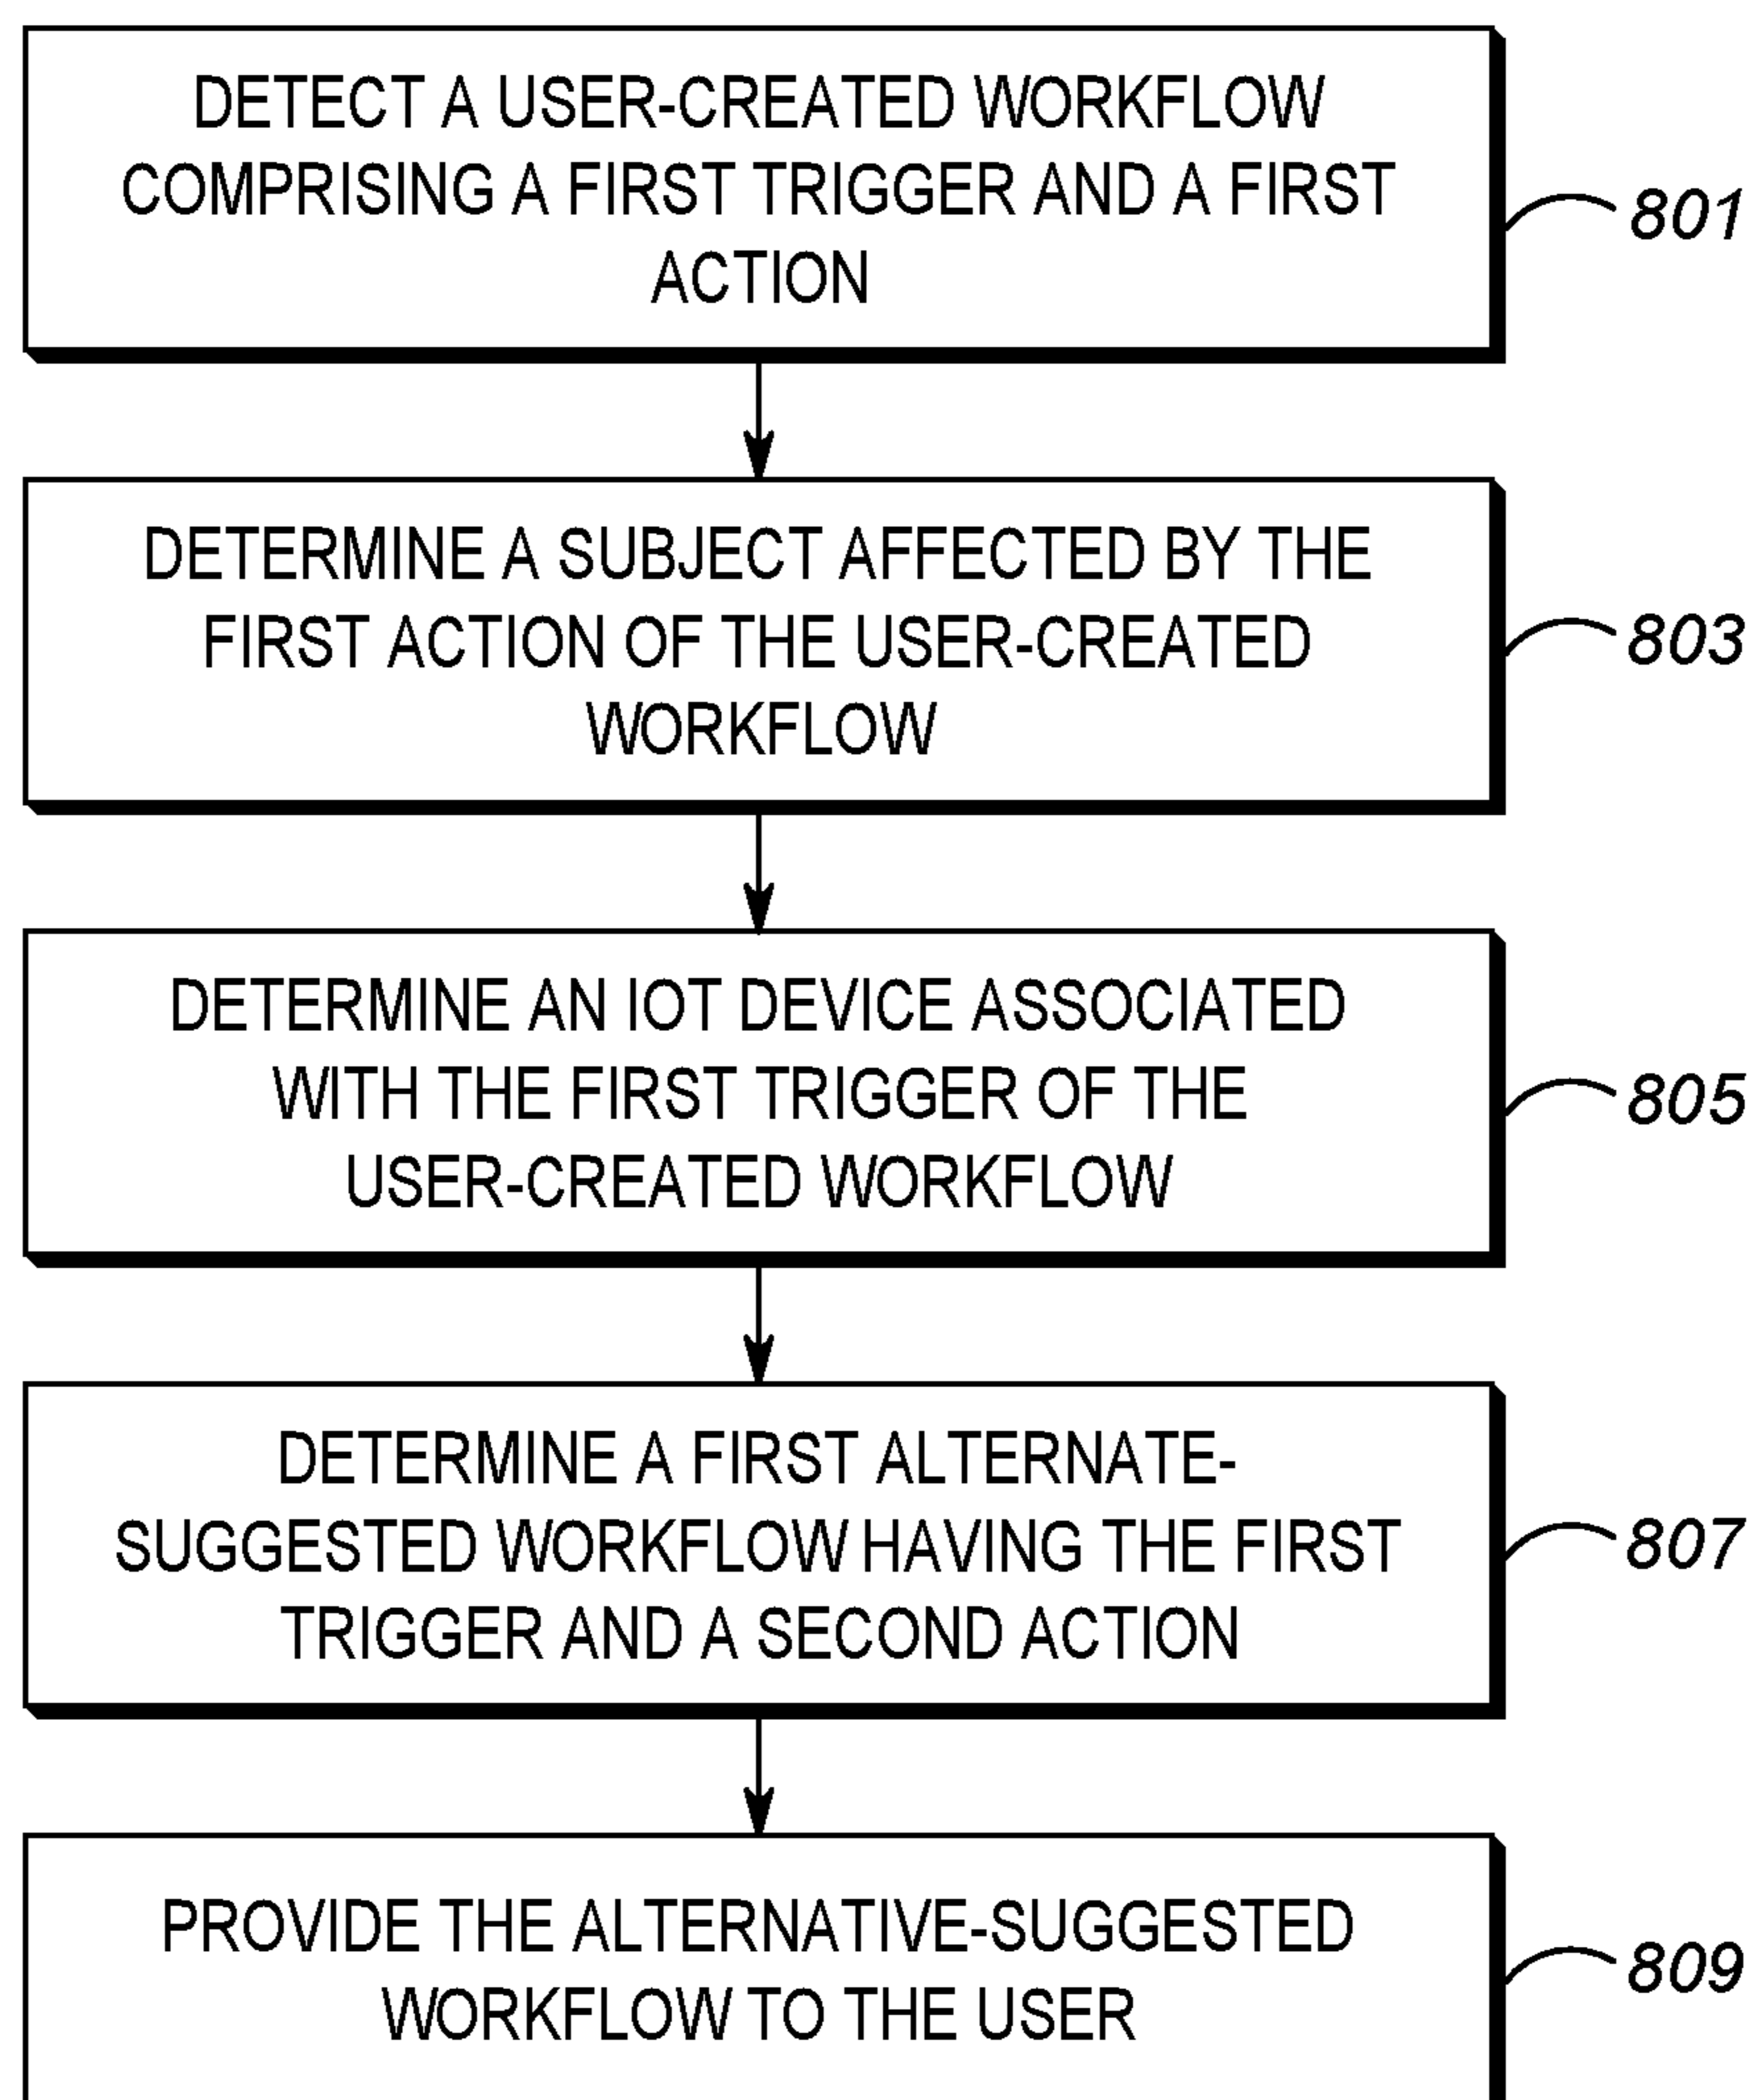 DETECT A USER-CREATED WORKFLOW
COMPRISING A FIRST TRIGGER AND A FIRST
ACTION
801
DETERMINE A SUBJECT AFFECTED BY THE
FIRST ACTION OF THE USER-CREATED
WORKFLOW
803
DETERMINE AN IOT DEVICE ASSOCIATED
WITH THE FIRST TRIGGER OF THE
USER-CREATED WORKFLOW
805
DETERMINE A FIRST ALTERNATE-
SUGGESTED WORKFLOW HAVING THE FIRST
TRIGGER AND A SECOND ACTION
807
PROVIDE THE ALTERNATIVE-SUGGESTED
WORKFLOW TO THE USER
809